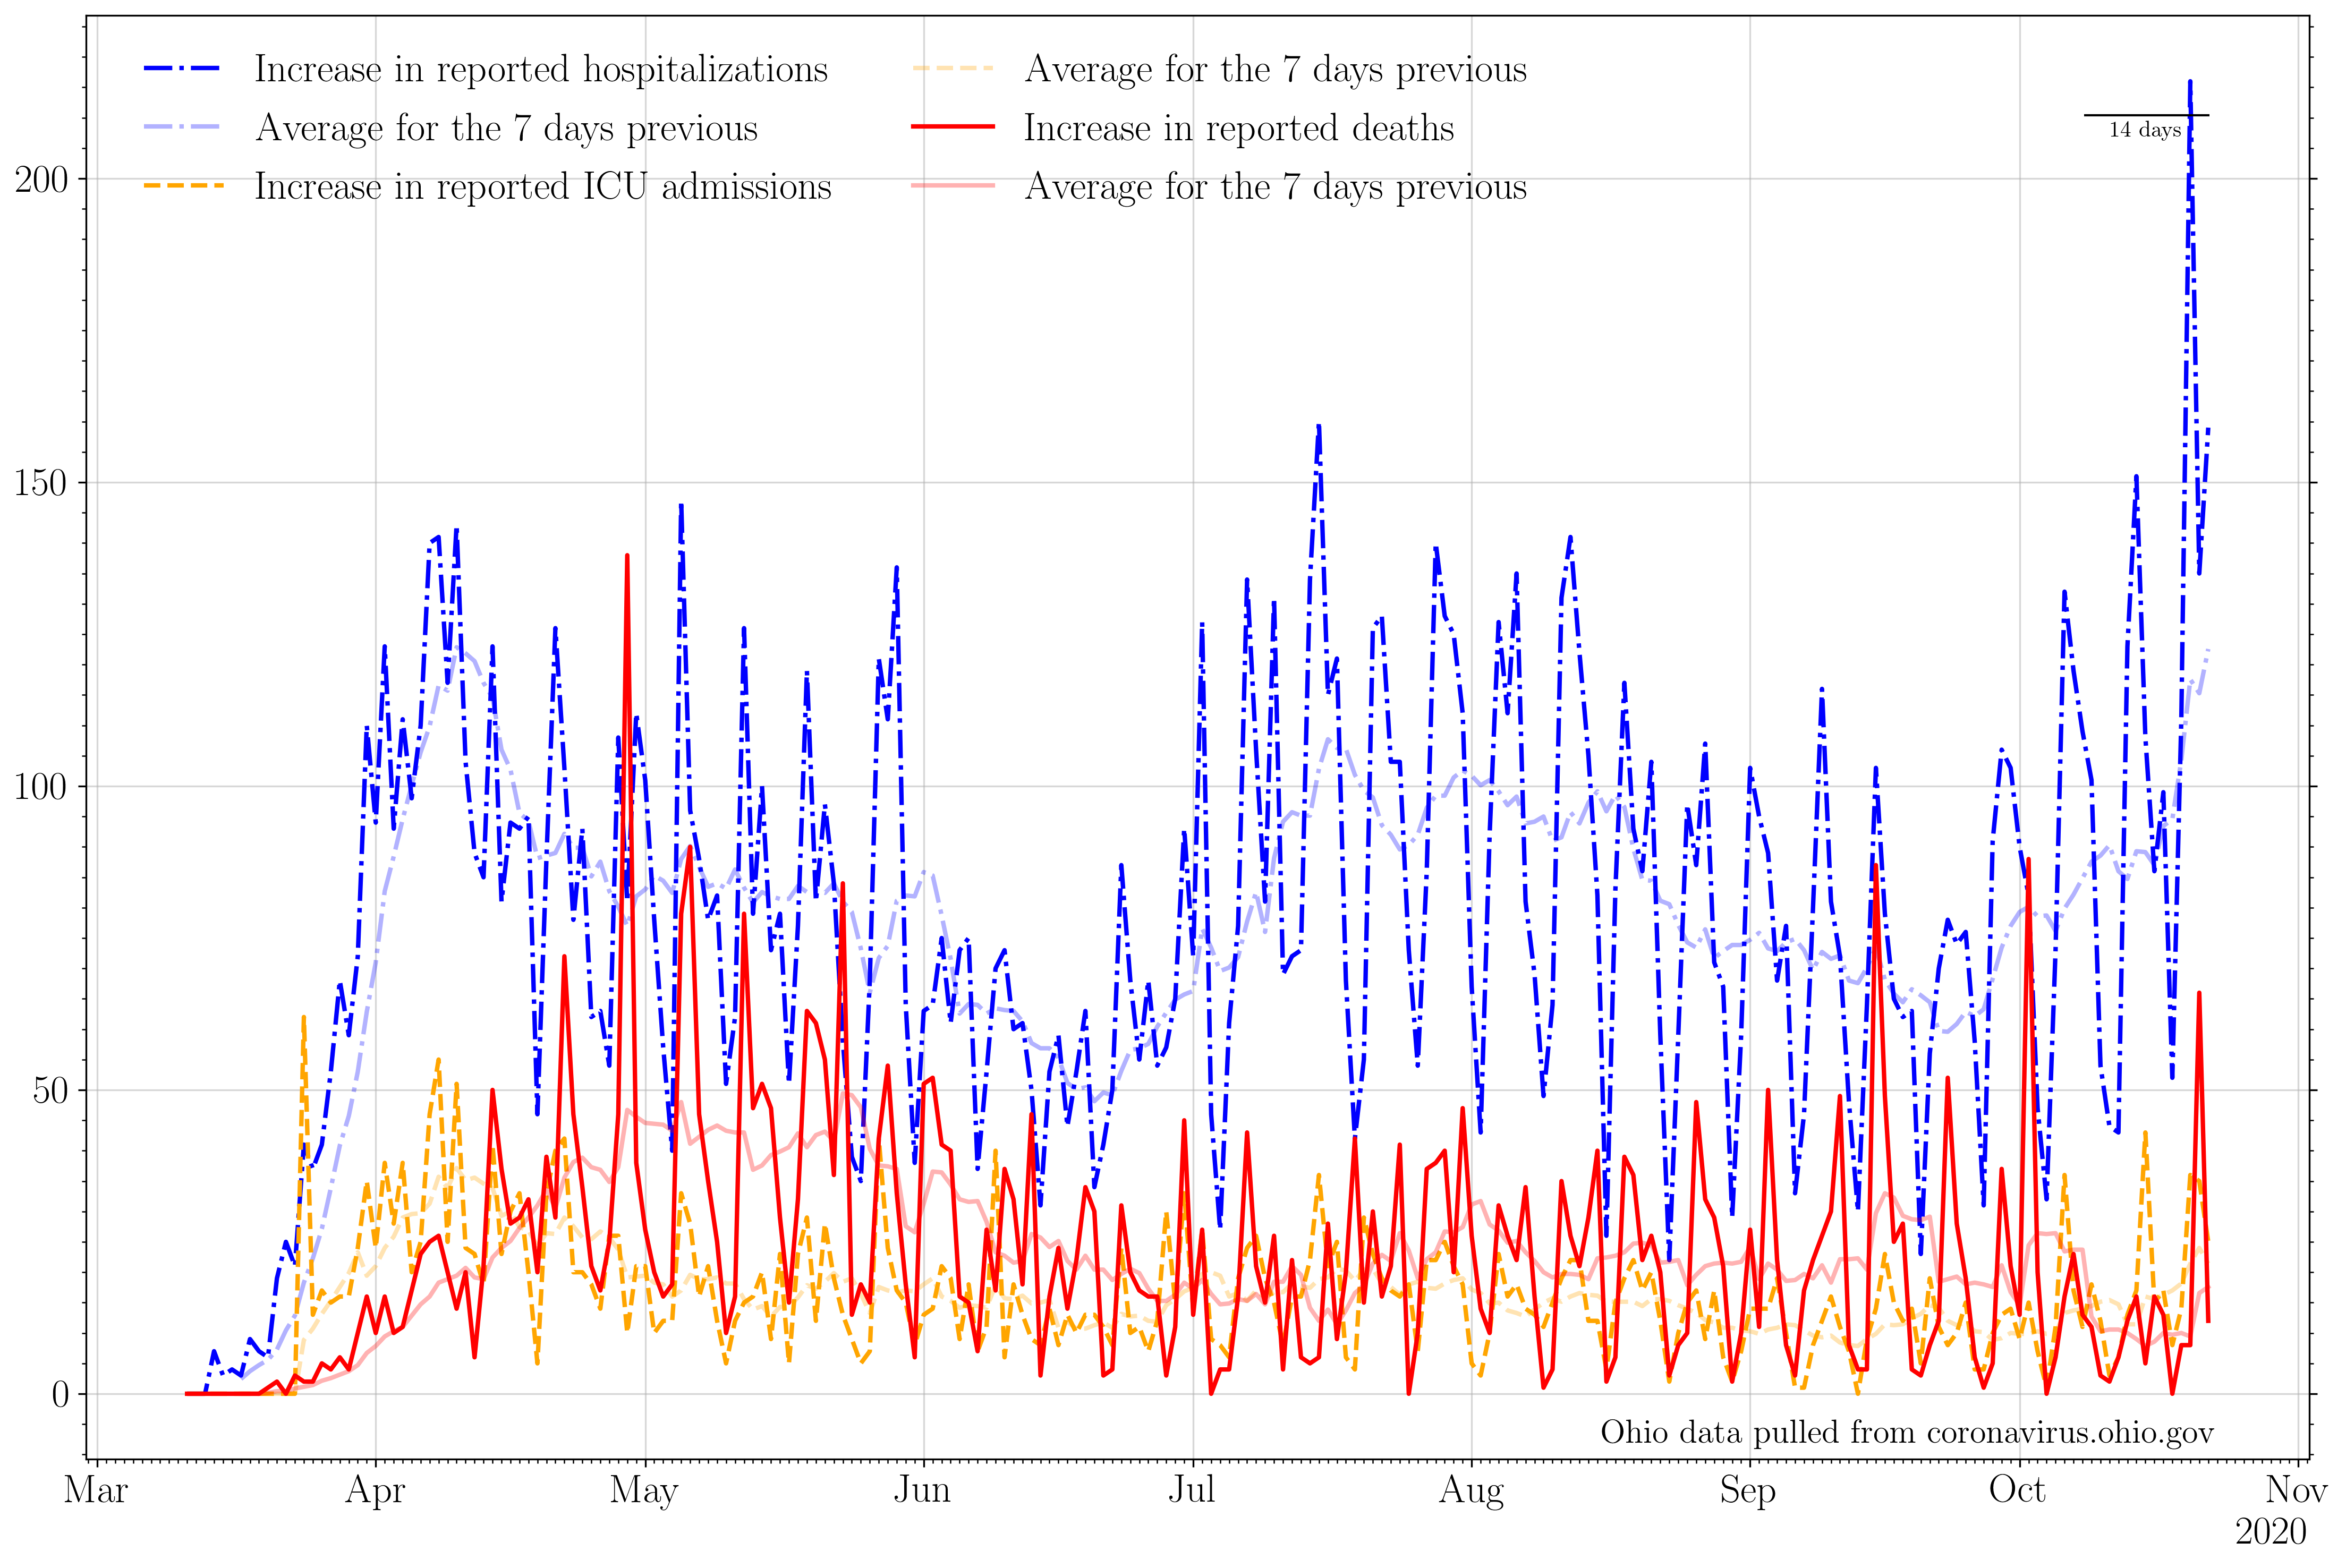 Increase in reported hospitalizations
Average for the 7 days previous
Increase in reported ICU admissions
Average for the 7 days previous
Increase in reported deaths
Average for the 7 days previous
14 days
200
150
100
50
0
Ohio data pulled from coronavirus.ohio.gov
Mar Apr May Jun Jul Aug Sep Oct Nov
2020